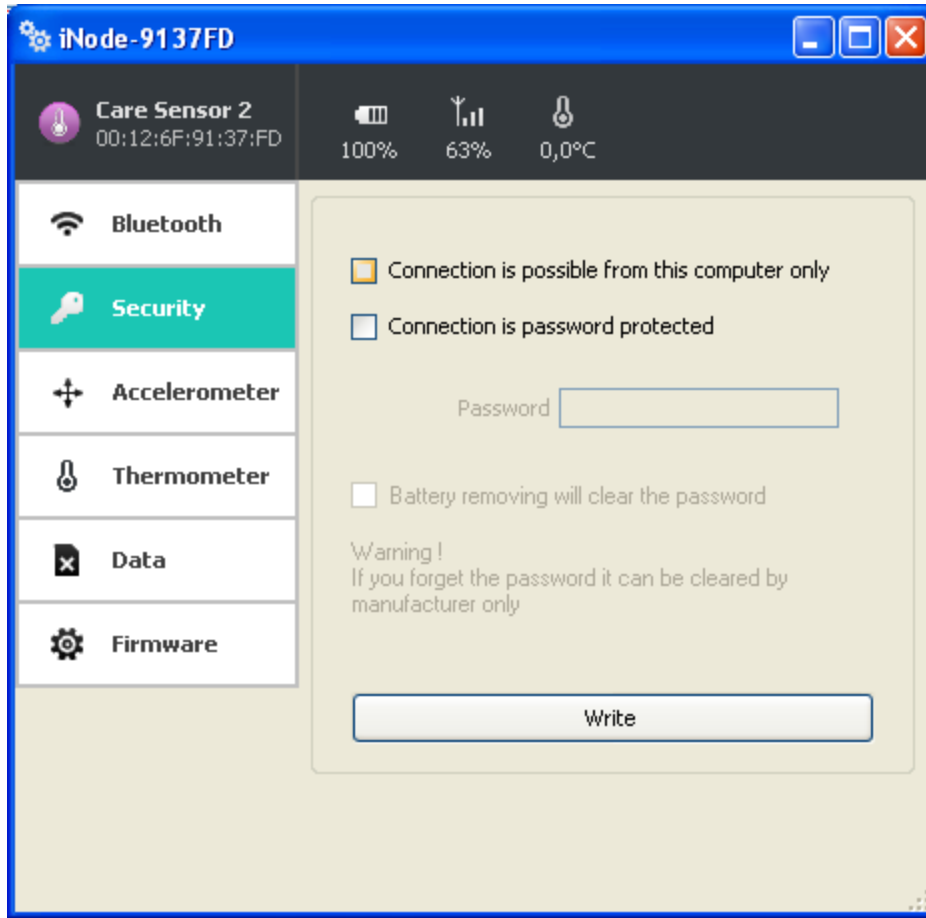 iNode-9137FD
Care Sensor 2
00:12:6F:91:37:FD
100%
63%
0,0°C
Bluetooth
Security
Accelerometer
Thermometer
Data
Firmware
Connection is possible from this computer only
Connection is password protected
Password
Battery removing will clear the password
Warning !
If you forget the password it can be cleared by
manufacturer only
Write